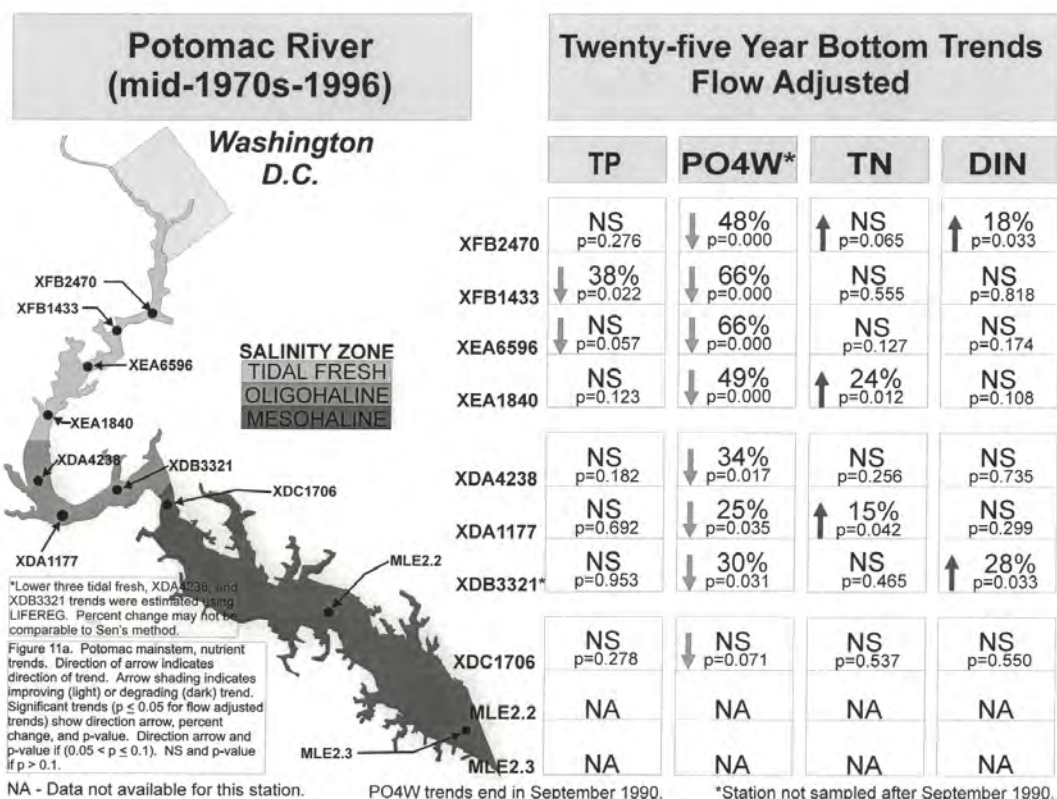 Potomac River
(mid-1970s-1996)
Twenty-five Year Bottom Trends
Flow Adjusted
Washington
D.C.
XFB2470
XFB1433
XEA6596
XEA1840
XDA4238
XDB3321
XDC1706
XDA1177
MLE2.2
MLE2.3
SALINITY ZONE
TIDAL FRESH
OLIGOHALINE
MESOHALINE
*Lower three tidal fresh, XDA4238, and
XDB3321 trends were estimated using
LIFEREG. Percent change may not be
comparable to Sen's method.
Figure 11a. Potomac mainstem, nutrient
trends. Direction of arrow indicates
direction of trend. Arrow shading indicates
improving (light) or degrading (dark) trend.
Significant trends (p ≤ 0.05 for flow adjusted
trends) show direction arrow, percent
change, and p-value. Direction arrow and
p-value if (0.05 < p ≤ 0.1). NS and p-value
if p > 0.1.
NA - Data not available for this station.
TP PO4W* TN DIN
XFB2470 NS ↓ 48% ↑ NS ↑ 18%
p=0.276 p=0.000 p=0.065 p=0.033
XFB1433 ↓ 38% ↓ 66% NS NS
p=0.022 p=0.000 p=0.555 p=0.818
XEA6596 ↓ NS ↓ 66% NS NS
p=0.057 p=0.000 p=0.127 p=0.174
XEA1840 NS ↓ 49% ↑ 24% NS
p=0.123 p=0.000 p=0.012 p=0.108
XDA4238 NS ↓ 34% NS NS
p=0.182 p=0.017 p=0.256 p=0.735
XDA1177 NS ↓ 25% ↑ 15% NS
p=0.692 p=0.035 p=0.042 p=0.299
XDB3321* NS ↓ 30% NS ↑ 28%
p=0.953 p=0.031 p=0.465 p=0.033
XDC1706 NS ↓ NS NS NS
p=0.278 p=0.071 p=0.537 p=0.550
MLE2.2 NA NA NA NA
MLE2.3 NA NA NA NA
PO4W trends end in September 1990.
*Station not sampled after September 1990.